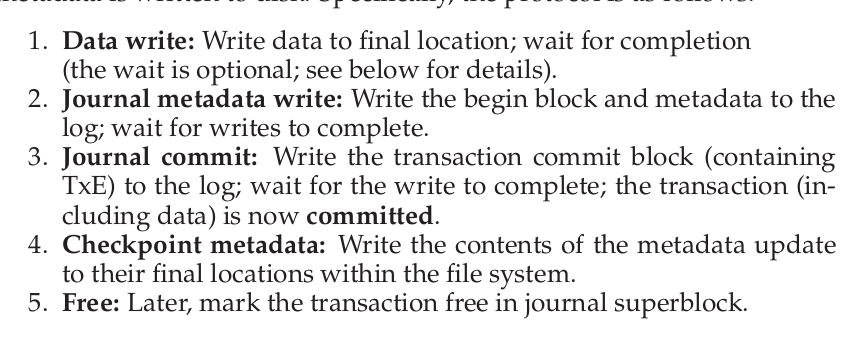 1. Data write: Write data to final location; wait for completion
(the wait is optional; see below for details).
2. Journal metadata write: Write the begin block and metadata to the
log; wait for writes to complete.
3. Journal commit: Write the transaction commit block (containing
TxE) to the log; wait for the write to complete; the transaction (in-
cluding data) is now committed.
4. Checkpoint metadata: Write the contents of the metadata update
to their final locations within the file system.
5. Free: Later, mark the transaction free in journal superblock.